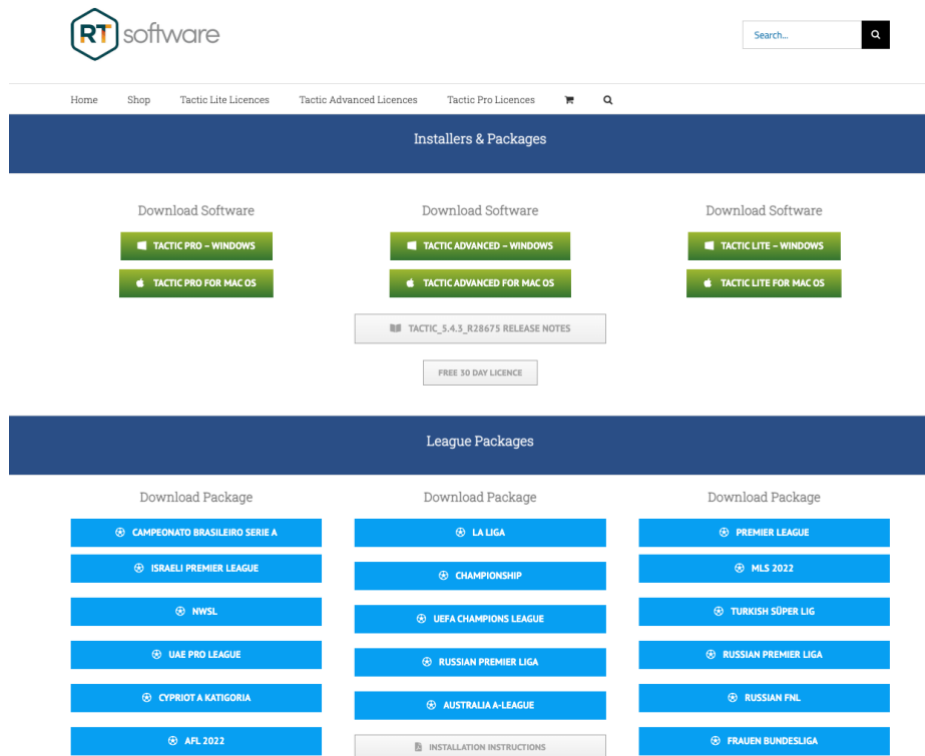 RT software
Search...
Home Shop Tactic Lite Licences Tactic Advanced Licences Tactic Pro Licences
Installers & Packages
Download Software Download Software Download Software
TACTIC PRO – WINDOWS TACTIC ADVANCED – WINDOWS TACTIC LITE – WINDOWS
TACTIC PRO FOR MAC OS TACTIC ADVANCED FOR MAC OS TACTIC LITE FOR MAC OS
TACTIC_5.4.3_R28675 RELEASE NOTES
FREE 30 DAY LICENCE
League Packages
Download Package Download Package Download Package
CAMPEONATO BRASILEIRO SERIE A LA LIGA PREMIER LEAGUE
ISRAELI PREMIER LEAGUE CHAMPIONSHIP MLS 2022
NWSL UEFA CHAMPIONS LEAGUE TURKISH SÜPER LIG
UAE PRO LEAGUE RUSSIAN PREMIER LIGA RUSSIAN PREMIER LIGA
CYPRIOT A KATIGORIA AUSTRALIA A-LEAGUE RUSSIAN FNL
AFL 2022 INSTALLATION INSTRUCTIONS FRAUEN BUNDESLIGA